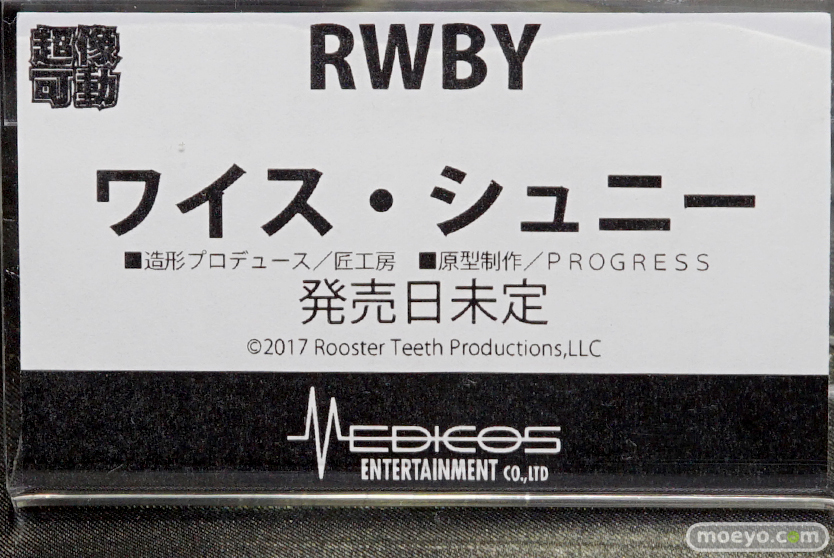 超像
可動
RWBY
ワイス・シュニー
■造形プロデュース／匠工房 ■原型制作／PROGRESS
発売日未定
©2017 Rooster Teeth Productions,LLC
MEDICOS
ENTERTAINMENT CO.,LTD
moeyo.com